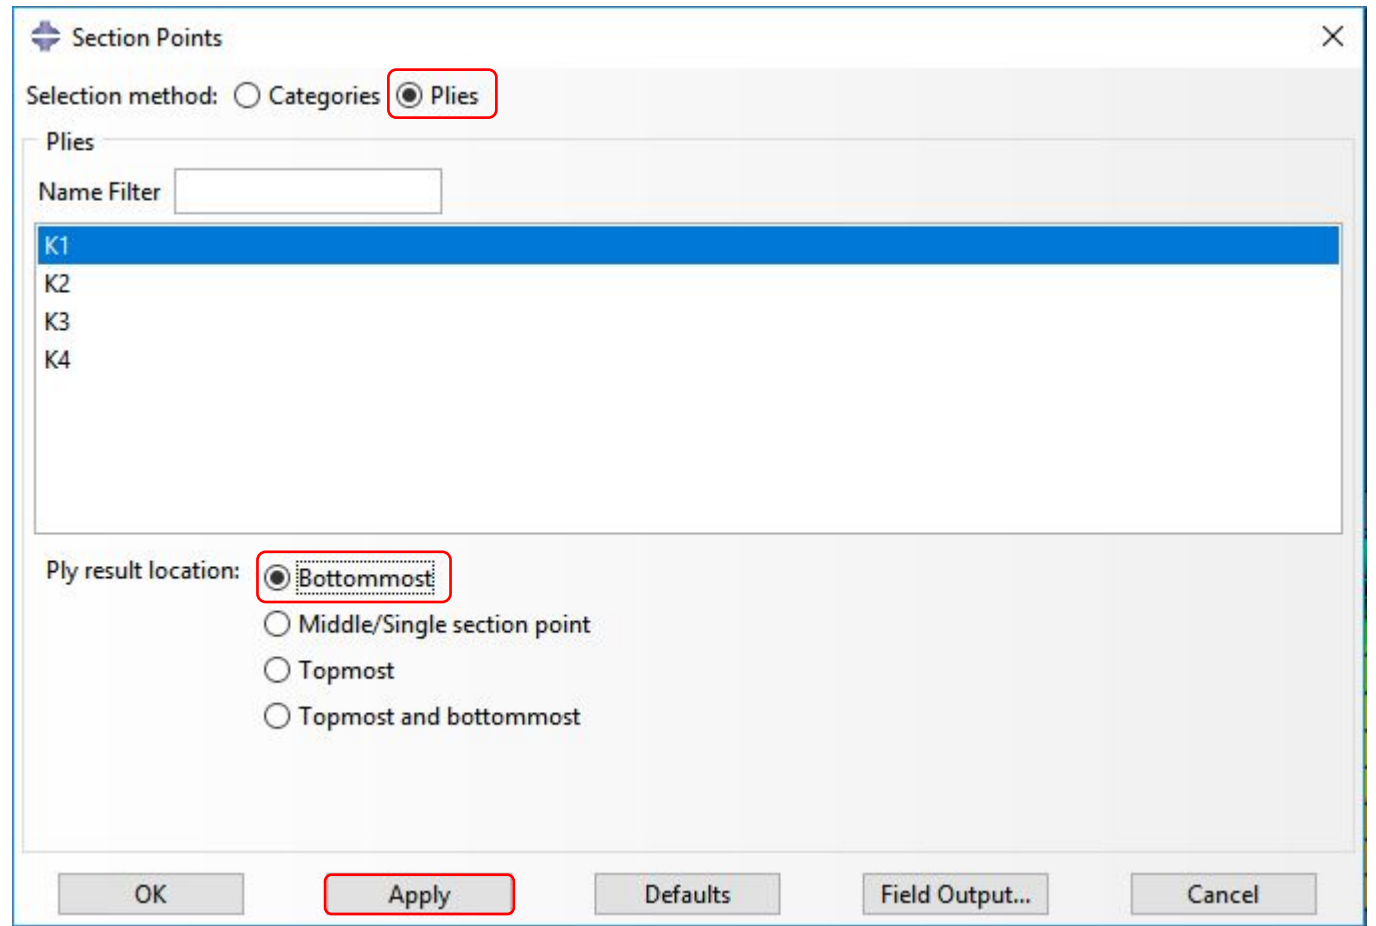 Section Points
Selection method: Categories Plies
Plies
Name Filter
K1
K2
K3
K4
Ply result location: Bottommost
Middle/Single section point
Topmost
Topmost and bottommost
OK Apply Defaults Field Output... Cancel